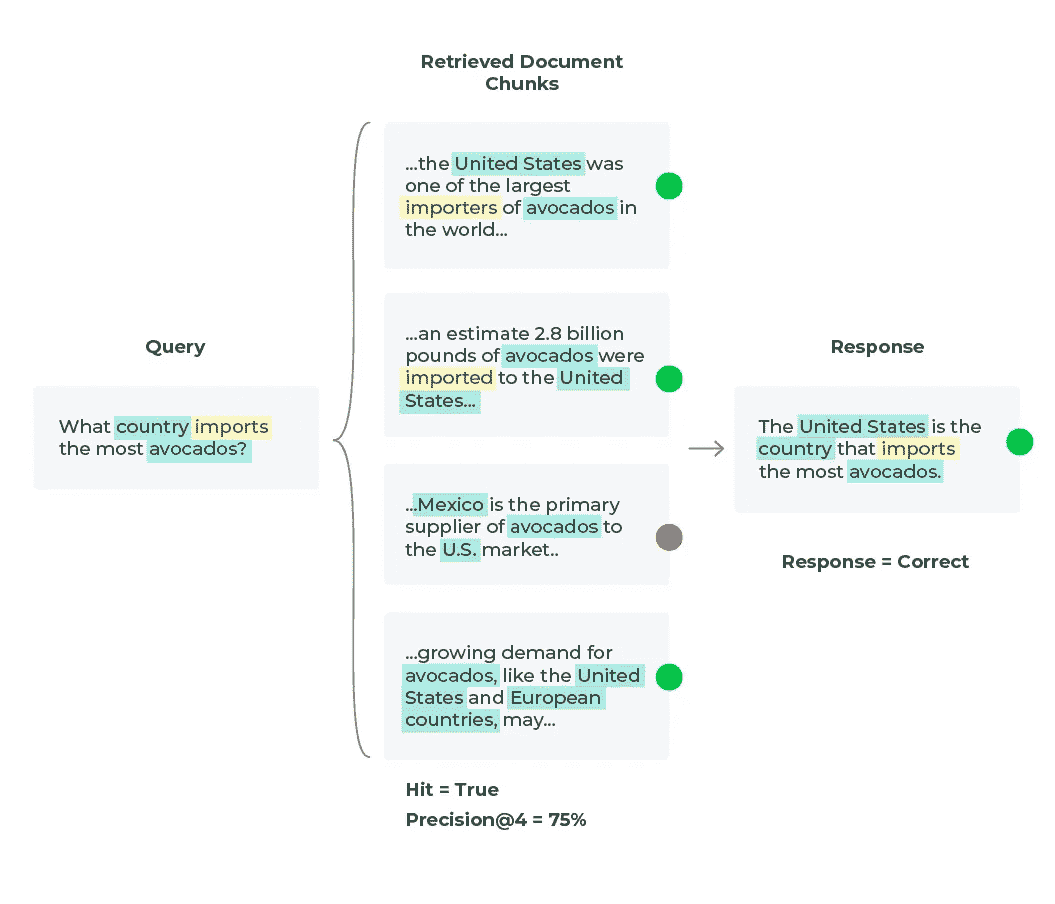 Retrieved Document
Chunks
...the United States was
one of the largest
importers of avocados in
the world...
...an estimate 2.8 billion
pounds of avocados were
imported to the United
States...
Query
What country imports
the most avocados?
Response
The United States is the
country that imports
the most avocados.
Response = Correct
...Mexico is the primary
supplier of avocados to
the U.S. market..
...growing demand for
avocados, like the United
States and European
countries, may...
Hit = True
Precision@4 = 75%